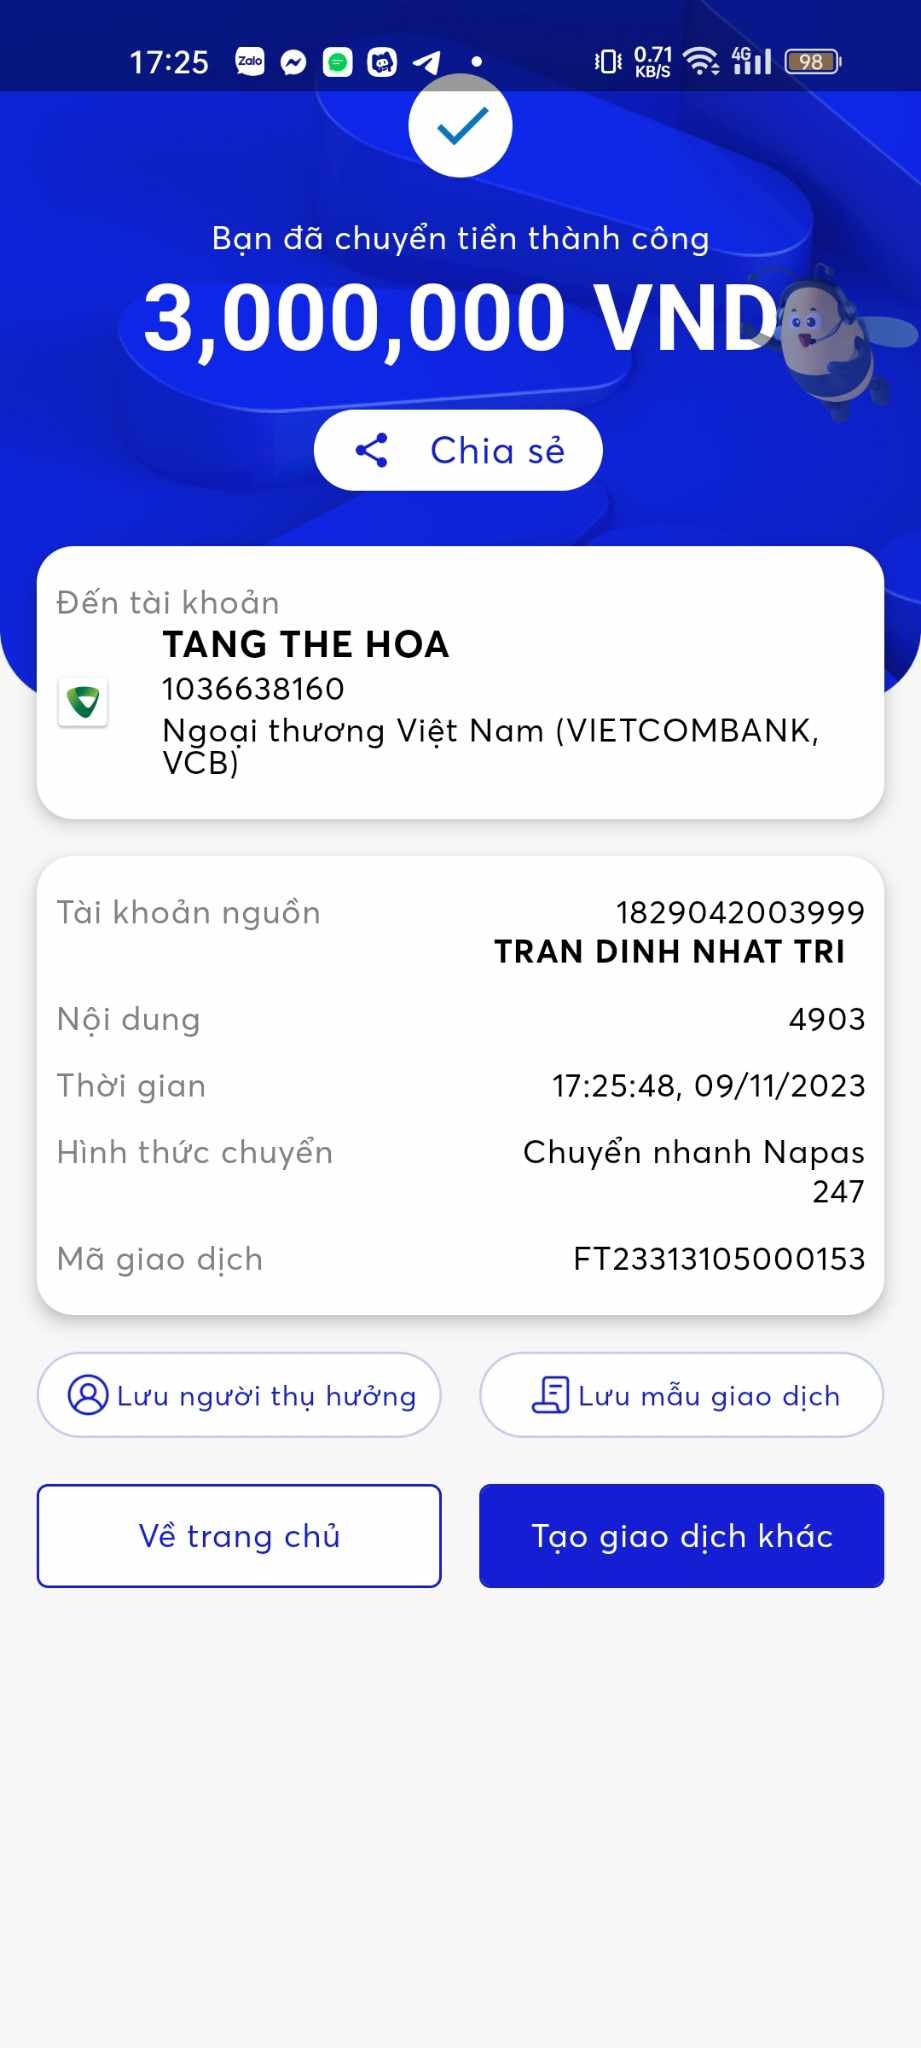 17:25 Zalo 0.71 KB/S 4G 98
Bạn đã chuyển tiền thành công
3,000,000 VND
Chia sẻ
Đến tài khoản
TANG THE HOA
1036638160
Ngoại thương Việt Nam (VIETCOMBANK,
VCB)
Tài khoản nguồn 1829042003999
TRAN DINH NHAT TRI
Nội dung 4903
Thời gian 17:25:48, 09/11/2023
Hình thức chuyển Chuyển nhanh Napas
247
Mã giao dịch FT23313105000153
Lưu người thụ hưởng Lưu mẫu giao dịch
Về trang chủ Tạo giao dịch khác